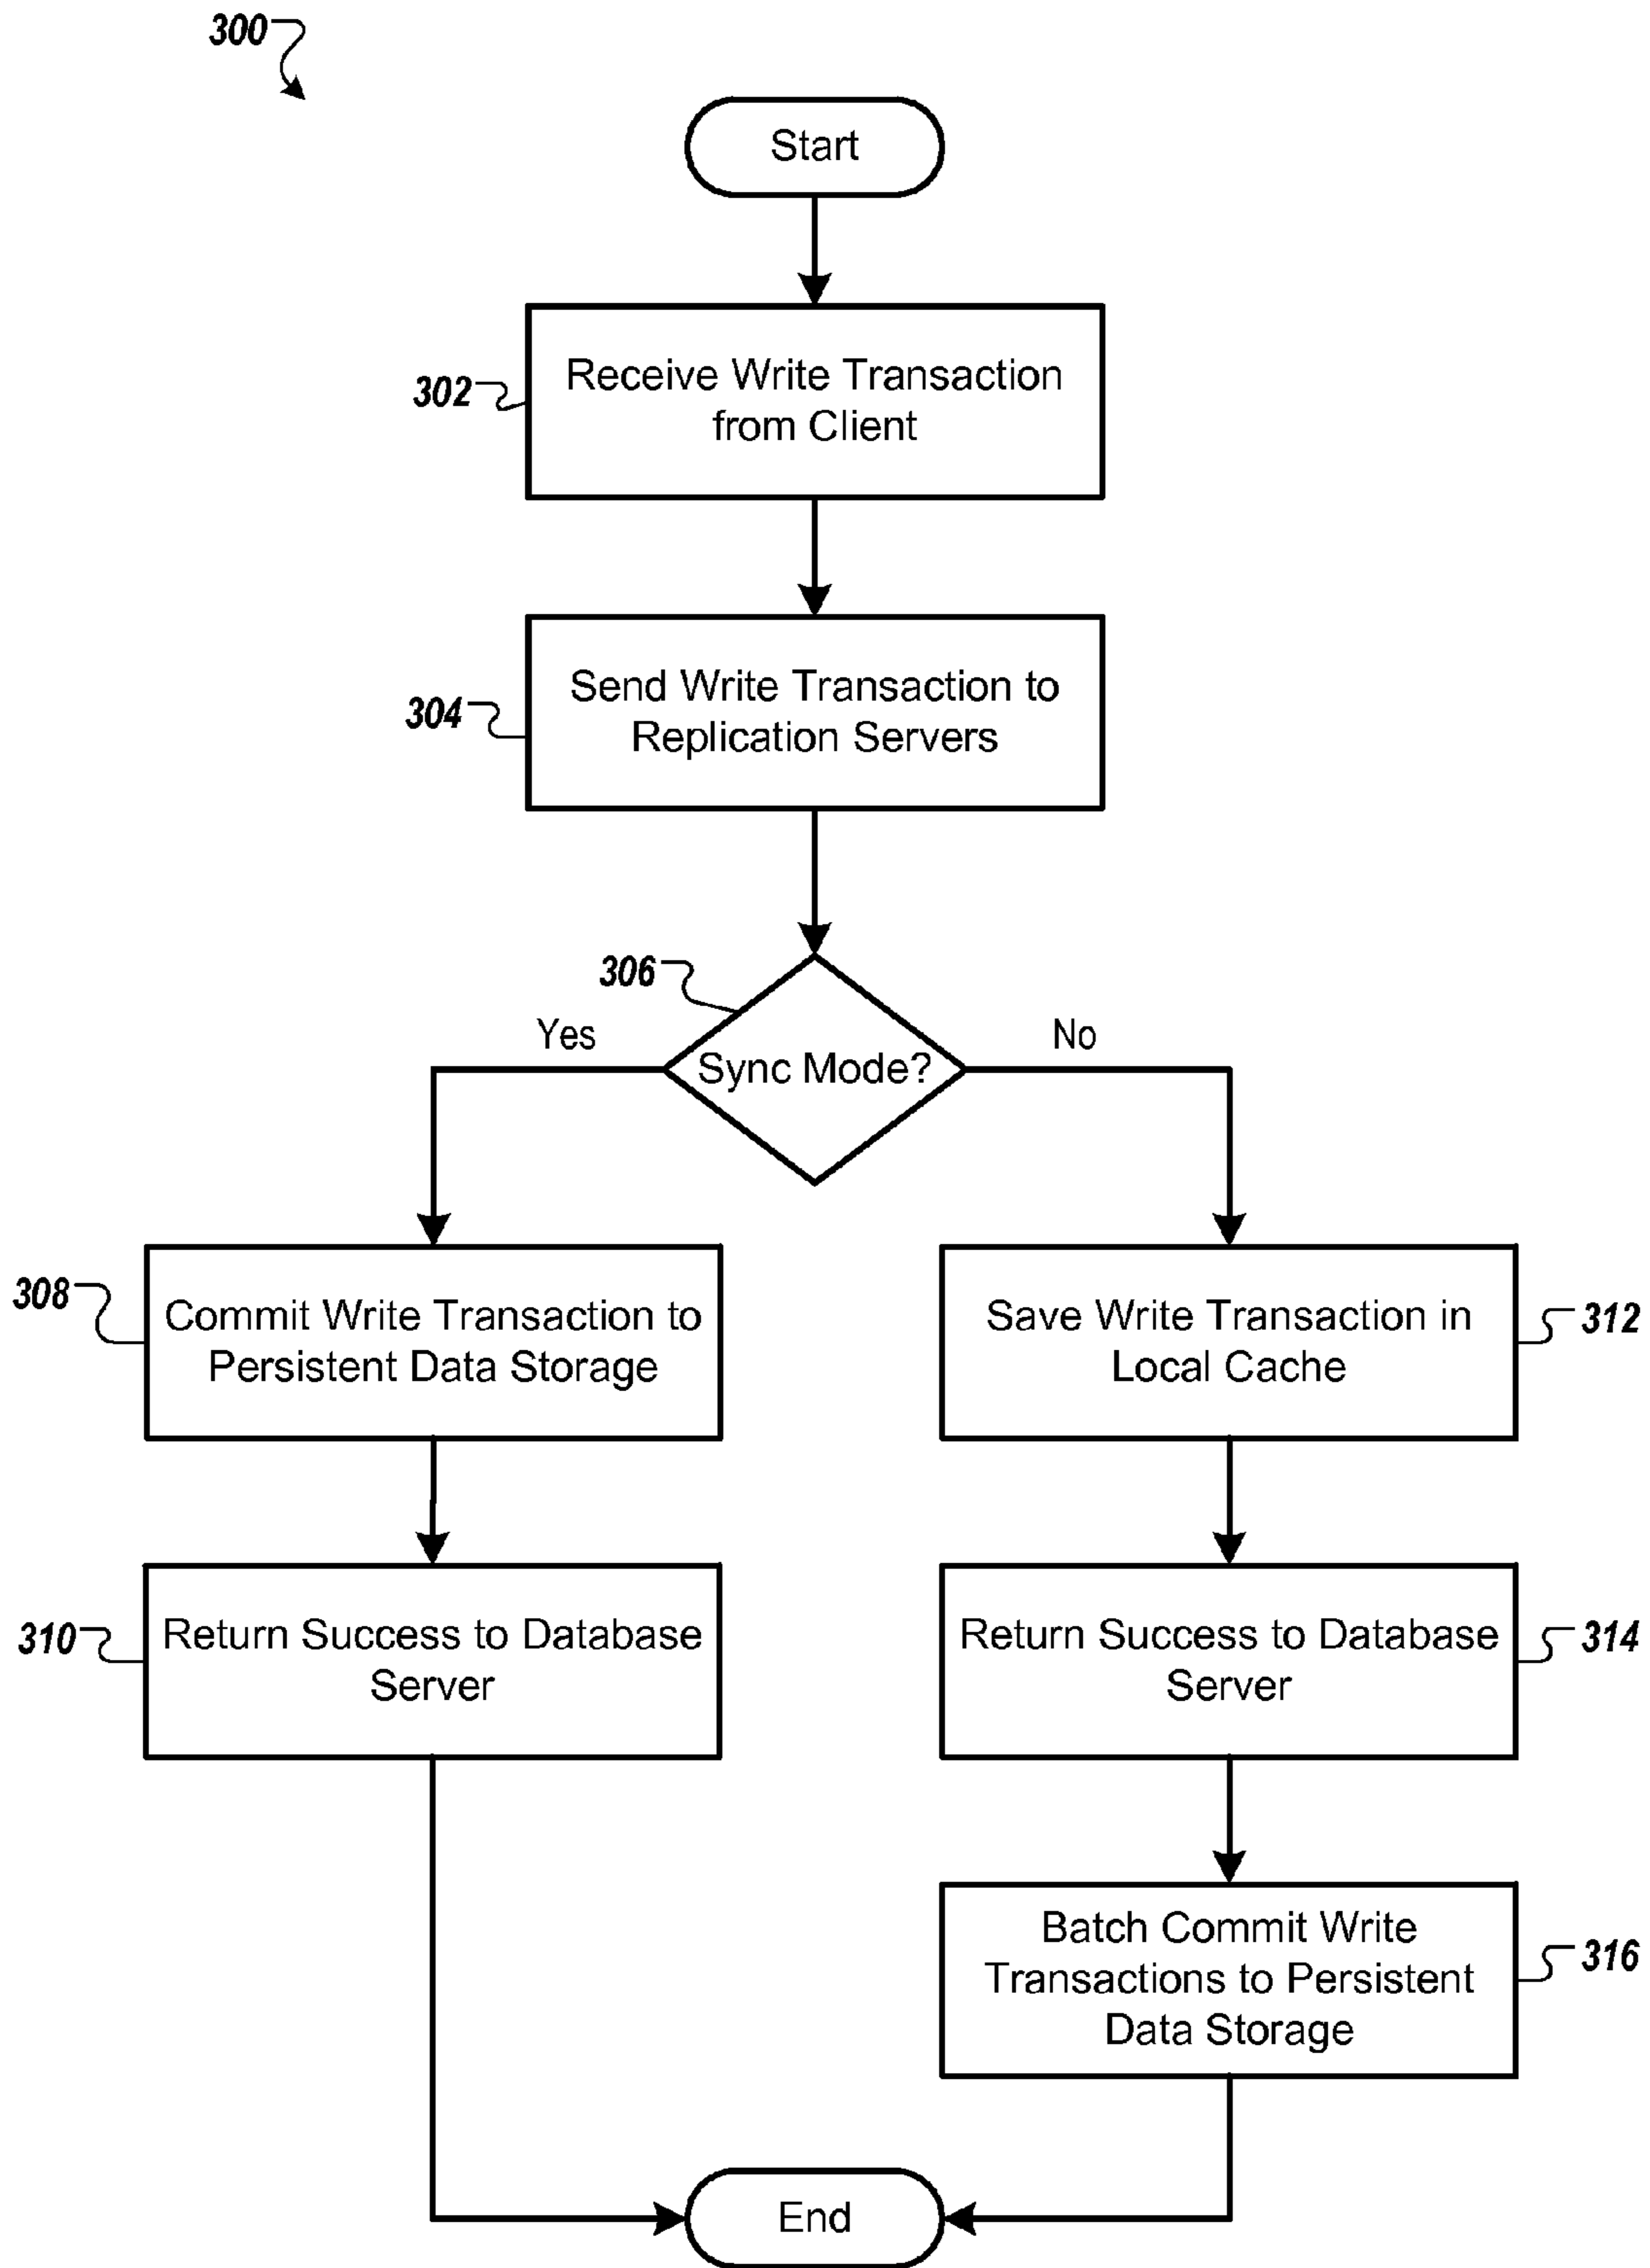 300
Start
302
Receive Write Transaction
from Client
304
Send Write Transaction to
Replication Servers
306
Yes
Sync Mode?
No
308
Commit Write Transaction to
Persistent Data Storage
Save Write Transaction in
Local Cache
312
310
Return Success to Database
Server
Return Success to Database
Server
314
Batch Commit Write
Transactions to Persistent
Data Storage
316
End